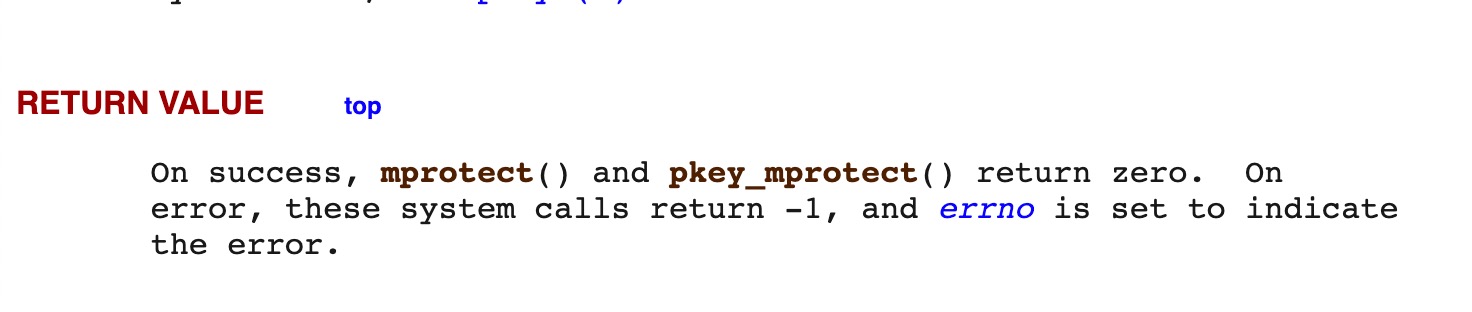 RETURN VALUE top
On success, mprotect() and pkey_mprotect() return zero.  On
error, these system calls return -1, and errno is set to indicate
the error.